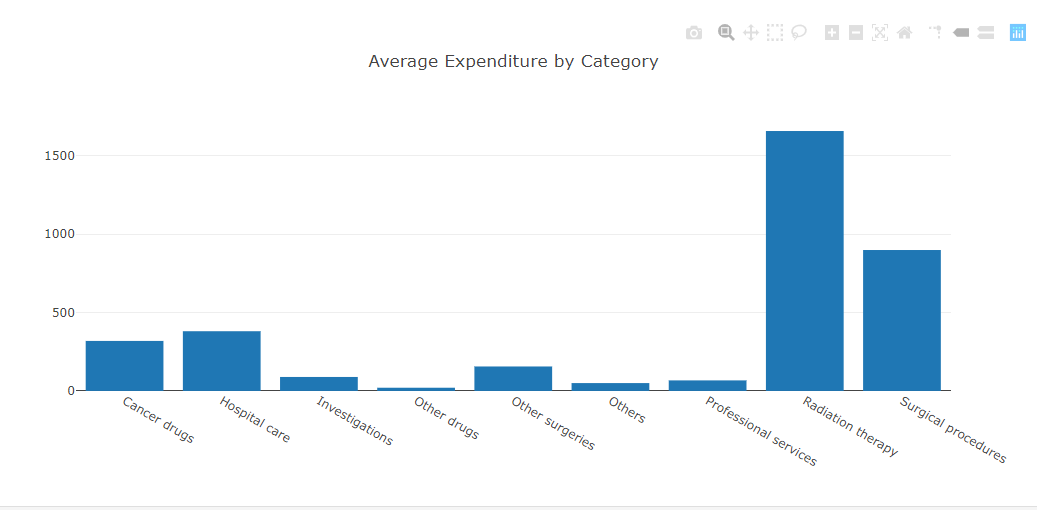 Average Expenditure by Category
1500
1000
500
0
Cancer drugs
Hospital care
Investigations
Other drugs
Other surgeries
Others
Professional services
Radiation therapy
Surgical procedures